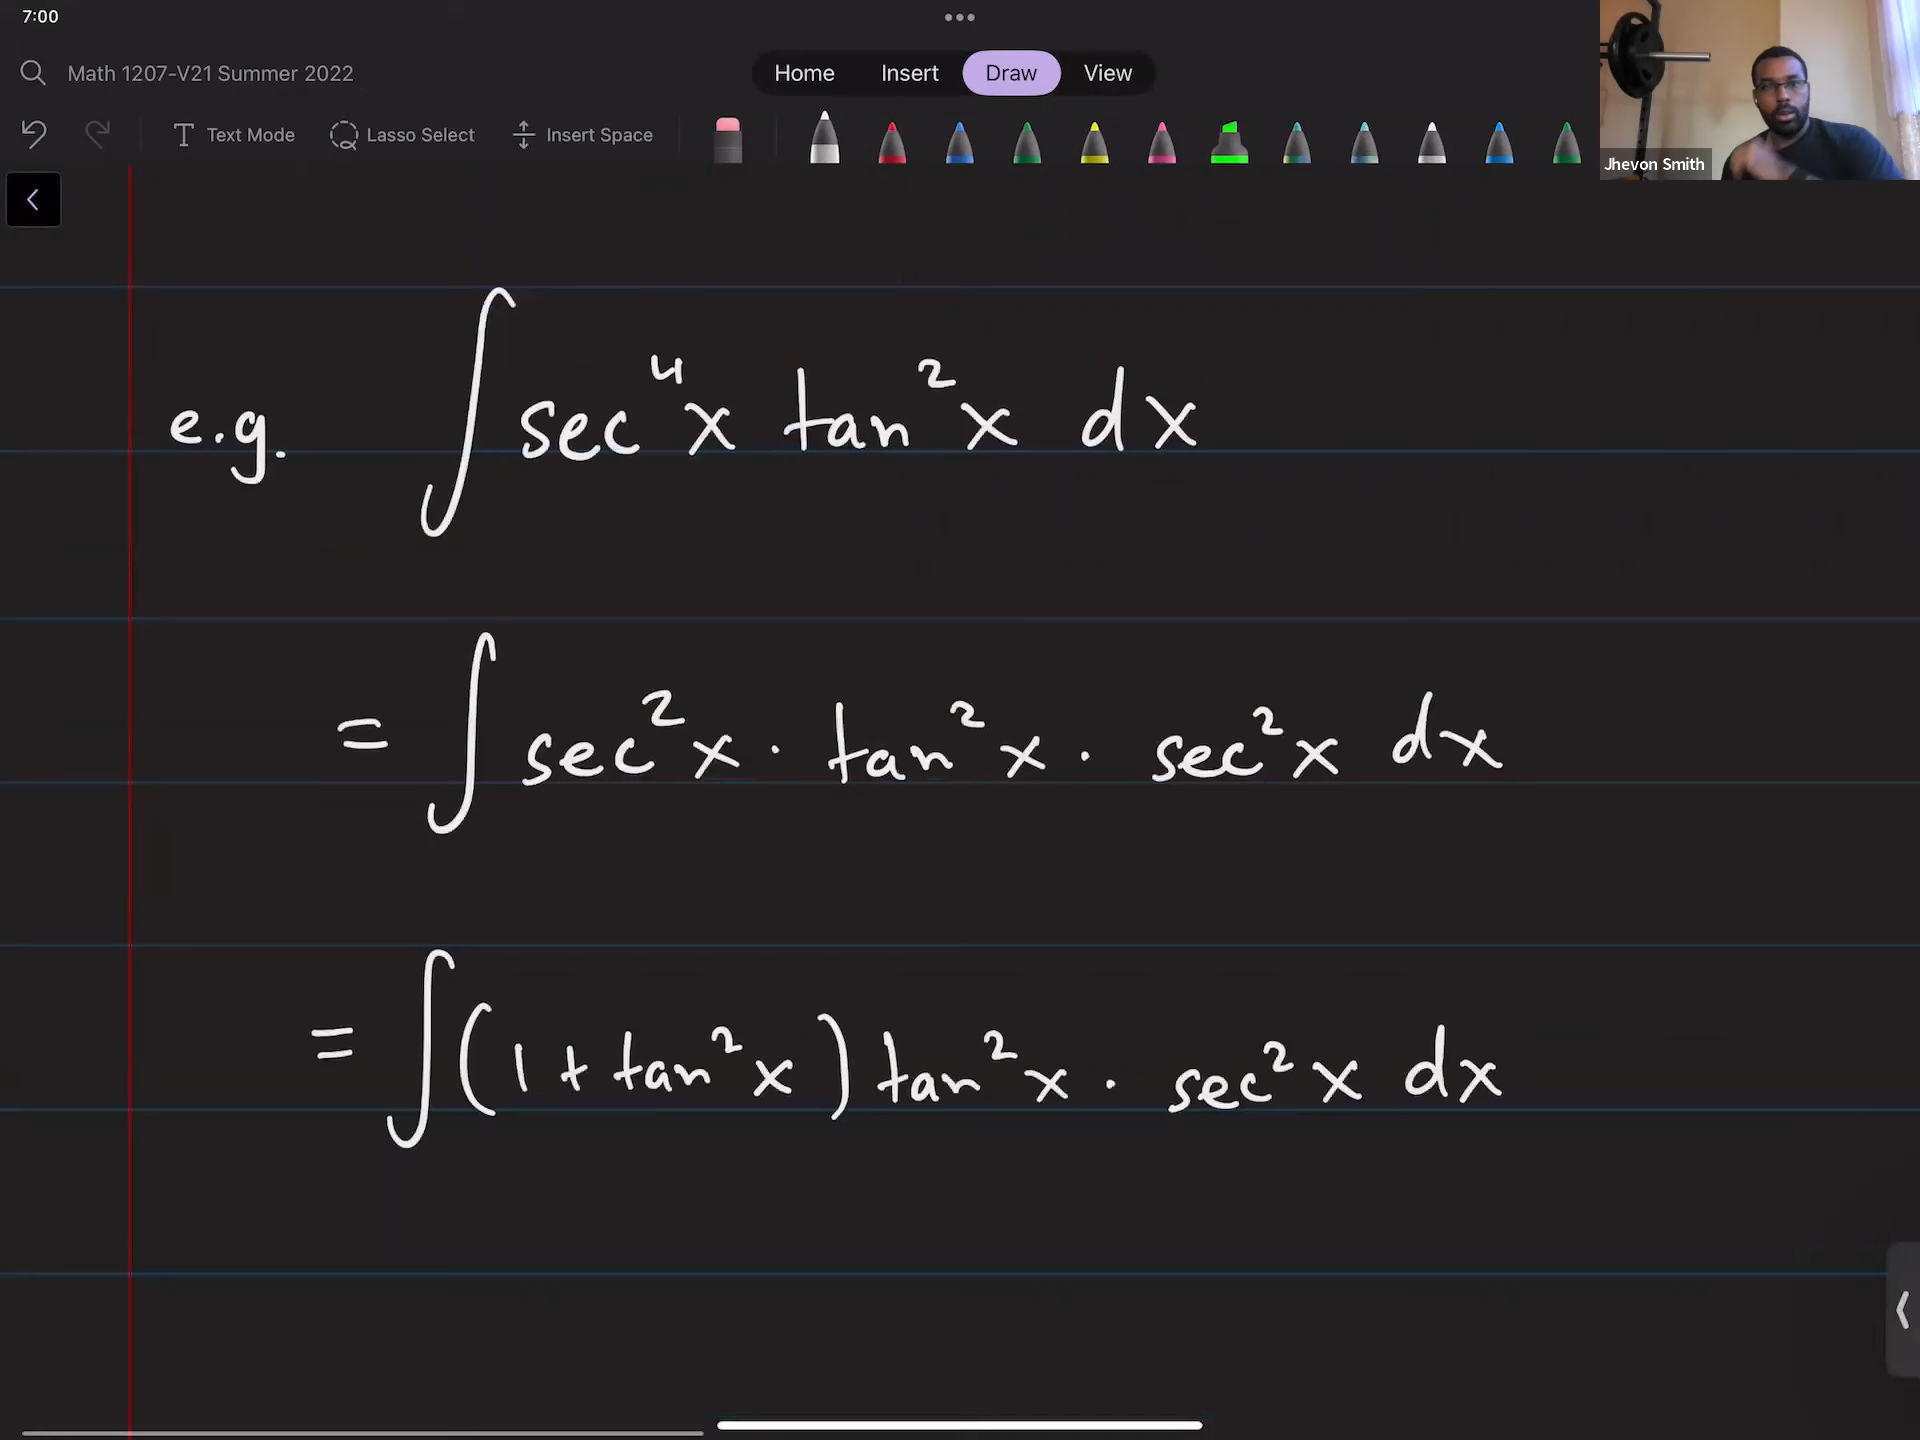 7:00
Math 1207-V21 Summer 2022
Home Insert Draw View
Text Mode Lasso Select Insert Space
Jhevon Smith
e.g. ∫ sec⁴x tan²x dx
= ∫ sec²x · tan²x · sec²x dx
= ∫ (1 + tan²x) tan²x · sec²x dx